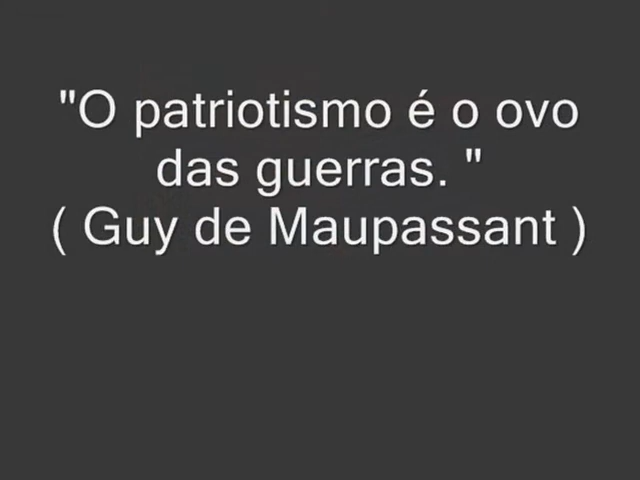 "O patriotismo é o ovo
das guerras. "
( Guy de Maupassant )